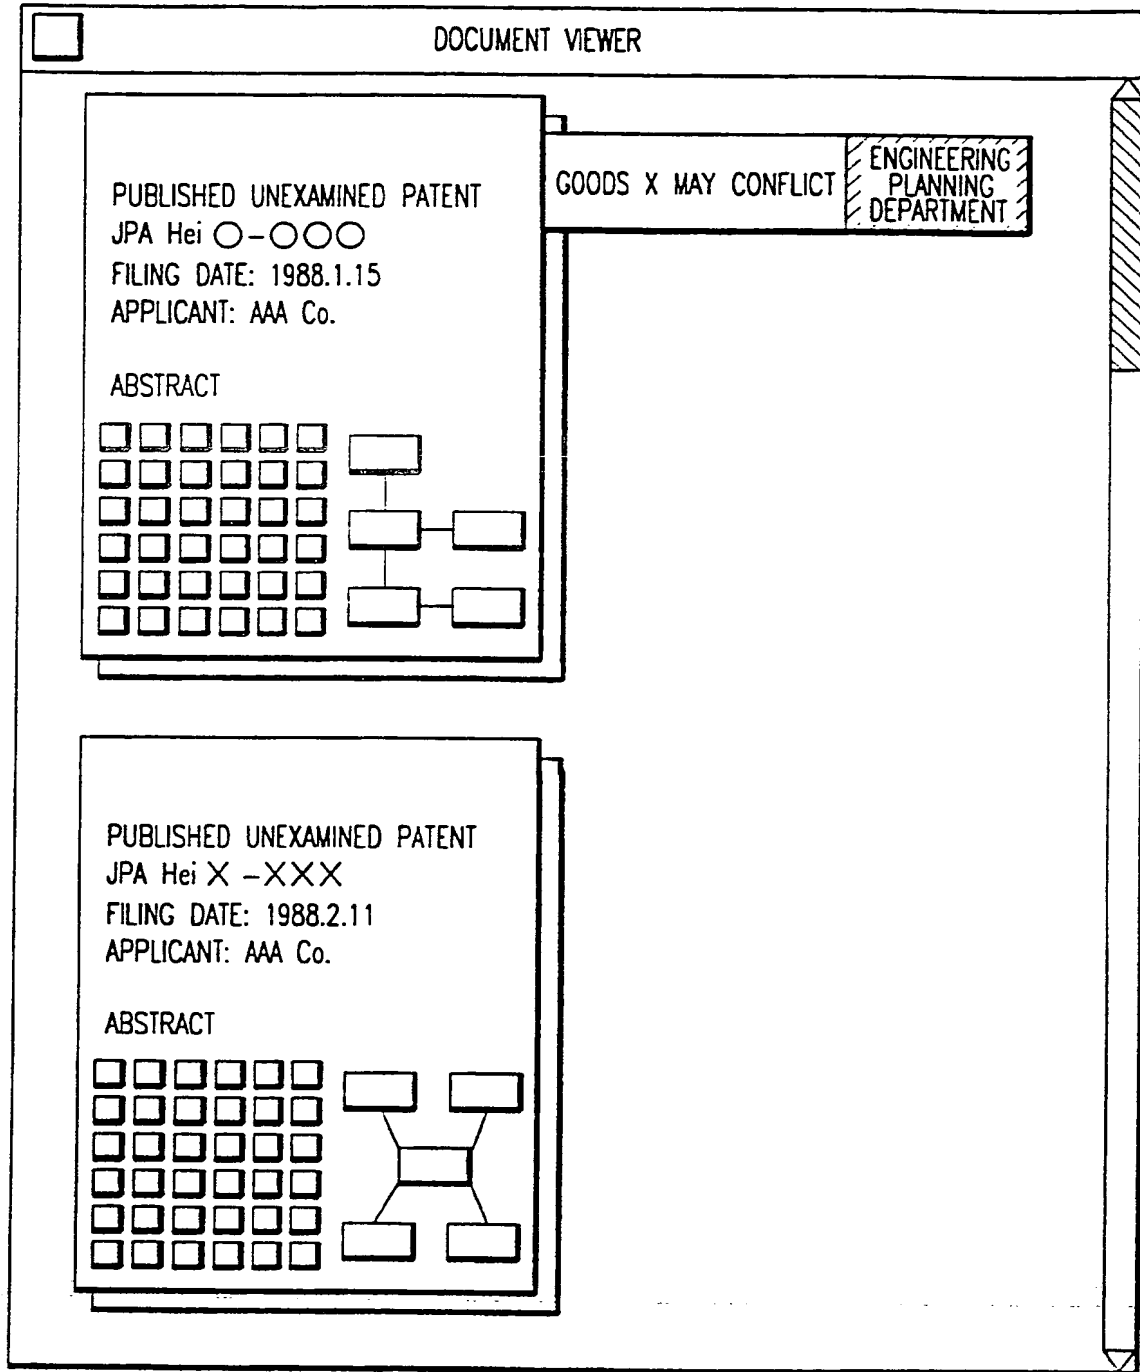 DOCUMENT VIEWER
PUBLISHED UNEXAMINED PATENT
JPA Hei ○-○○○
FILING DATE: 1988.1.15
APPLICANT: AAA Co.
ABSTRACT
GOODS X MAY CONFLICT
ENGINEERING
PLANNING
DEPARTMENT
PUBLISHED UNEXAMINED PATENT
JPA Hei X-XXX
FILING DATE: 1988.2.11
APPLICANT: AAA Co.
ABSTRACT